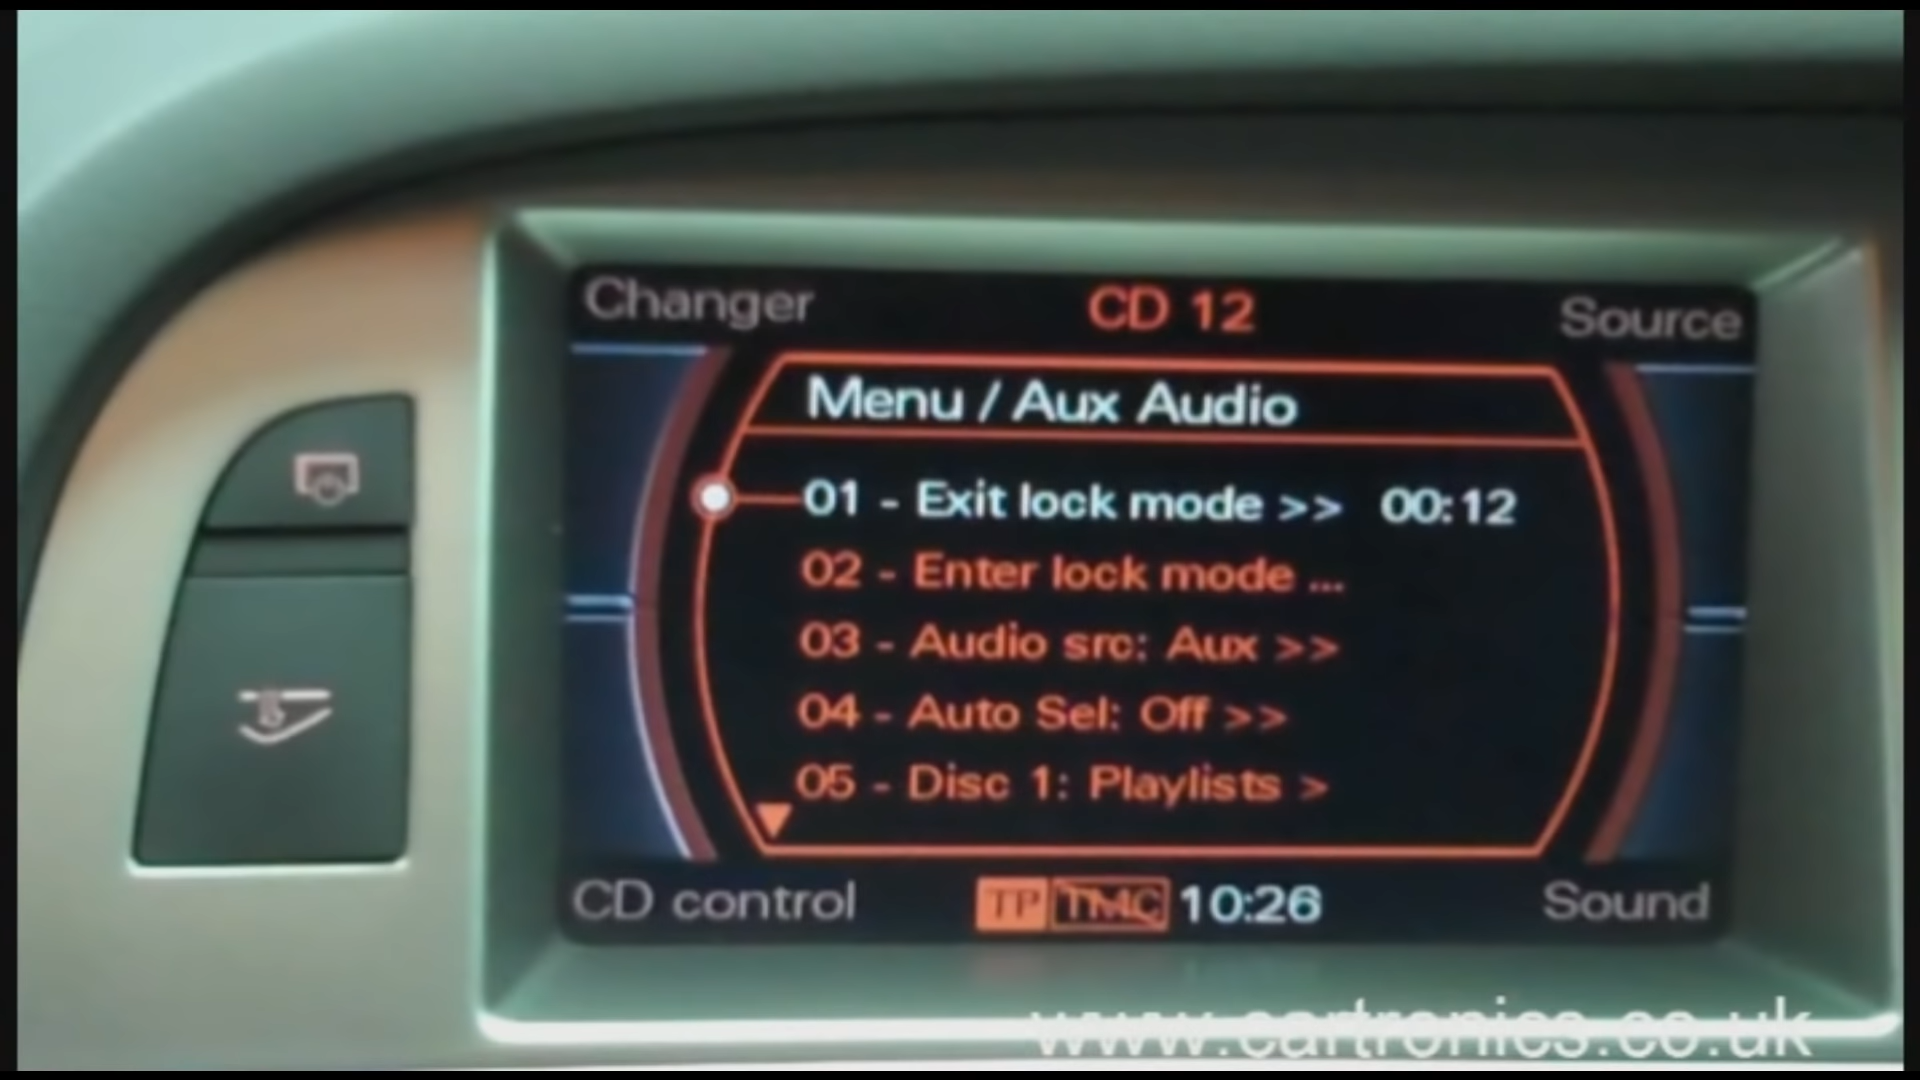 Changer CD 12 Source
Menu / Aux Audio
01 - Exit lock mode >> 00:12
02 - Enter lock mode ...
03 - Audio src: Aux >>
04 - Auto Sel: Off >>
05 - Disc 1: Playlists >
CD control TP TMC 10:26 Sound
www.cartronics.co.uk